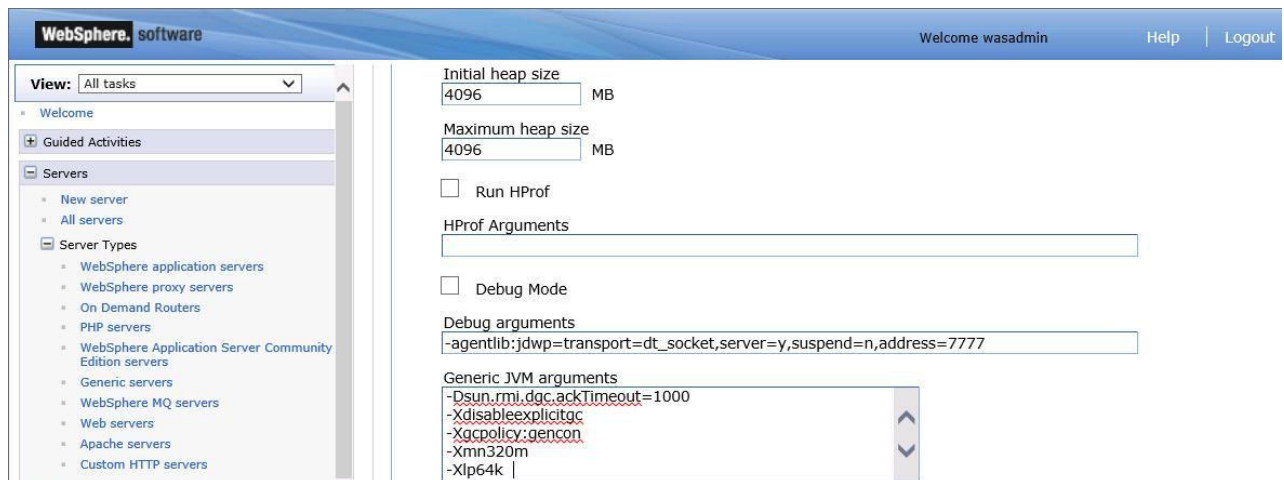 WebSphere. software
Welcome wasadmin
Help
Logout
View: All tasks
Welcome
Guided Activities
Servers
New server
All servers
Server Types
WebSphere application servers
WebSphere proxy servers
On Demand Routers
PHP servers
WebSphere Application Server Community
Edition servers
Generic servers
WebSphere MQ servers
Web servers
Apache servers
Custom HTTP servers
Initial heap size
4096 MB
Maximum heap size
4096 MB
Run HProf
HProf Arguments
Debug Mode
Debug arguments
-agentlib:jdwp=transport=dt_socket,server=y,suspend=n,address=7777
Generic JVM arguments
-Dsun.rmi.dgc.ackTimeout=1000
-Xdisableexplicitgc
-Xgcpolicy:gencon
-Xmn320m
-Xlp64k